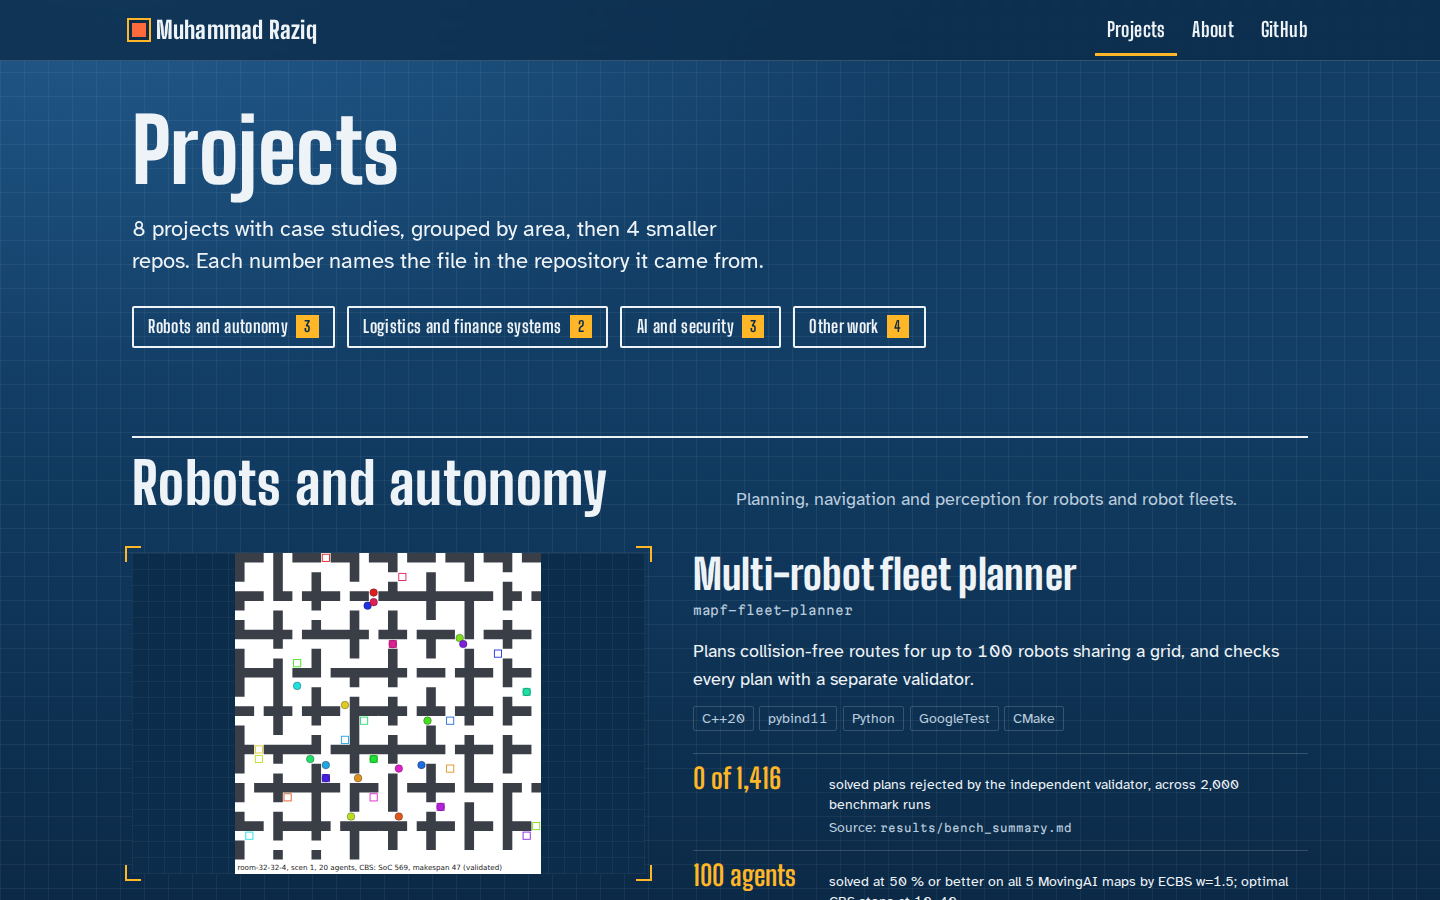 Muhammad Raziq
Projects
About
GitHub
Projects
8 projects with case studies, grouped by area, then 4 smaller
repos. Each number names the file in the repository it came from.
Robots and autonomy 3
Logistics and finance systems 2
AI and security 3
Other work 4
Robots and autonomy
Planning, navigation and perception for robots and robot fleets.
room-32-32-4, scen 1, 20 agents, CBS: SoC 569, makespan 47 (validated)
Multi-robot fleet planner
mapf-fleet-planner
Plans collision-free routes for up to 100 robots sharing a grid, and checks
every plan with a separate validator.
C++20
pybind11
Python
GoogleTest
CMake
0 of 1,416
solved plans rejected by the independent validator, across 2,000
benchmark runs
Source: results/bench_summary.md
100 agents
solved at 50 % or better on all 5 MovingAI maps by ECBS w=1.5; optimal